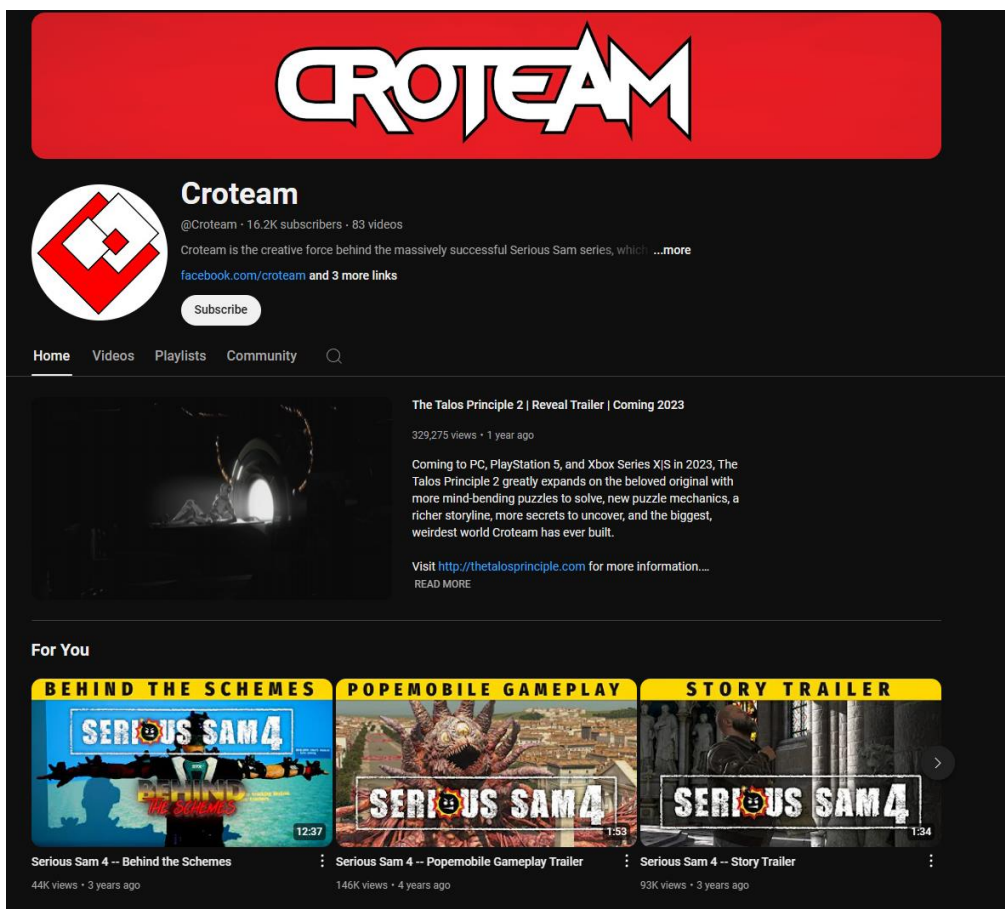 CROTEAM
Croteam
@Croteam · 16.2K subscribers · 83 videos
Croteam is the creative force behind the massively successful Serious Sam series, which ...more
facebook.com/croteam and 3 more links
Subscribe
Home Videos Playlists Community
The Talos Principle 2 | Reveal Trailer | Coming 2023
329,275 views • 1 year ago
Coming to PC, PlayStation 5, and Xbox Series X|S in 2023, The
Talos Principle 2 greatly expands on the beloved original with
more mind-bending puzzles to solve, new puzzle mechanics, a
richer storyline, more secrets to uncover, and the biggest,
weirdest world Croteam has ever built.
Visit http://thetalosprinciple.com for more information....
READ MORE
For You
BEHIND THE SCHEMES
SERIOUS SAM 4
BEHIND
THE SCHEMES
12:37
Serious Sam 4 -- Behind the Schemes
44K views • 3 years ago
POPEMOBILE GAMEPLAY
SERIOUS SAM 4
1:53
Serious Sam 4 -- Popemobile Gameplay Trailer
146K views • 4 years ago
STORY TRAILER
SERIOUS SAM 4
1:34
Serious Sam 4 -- Story Trailer
93K views • 3 years ago